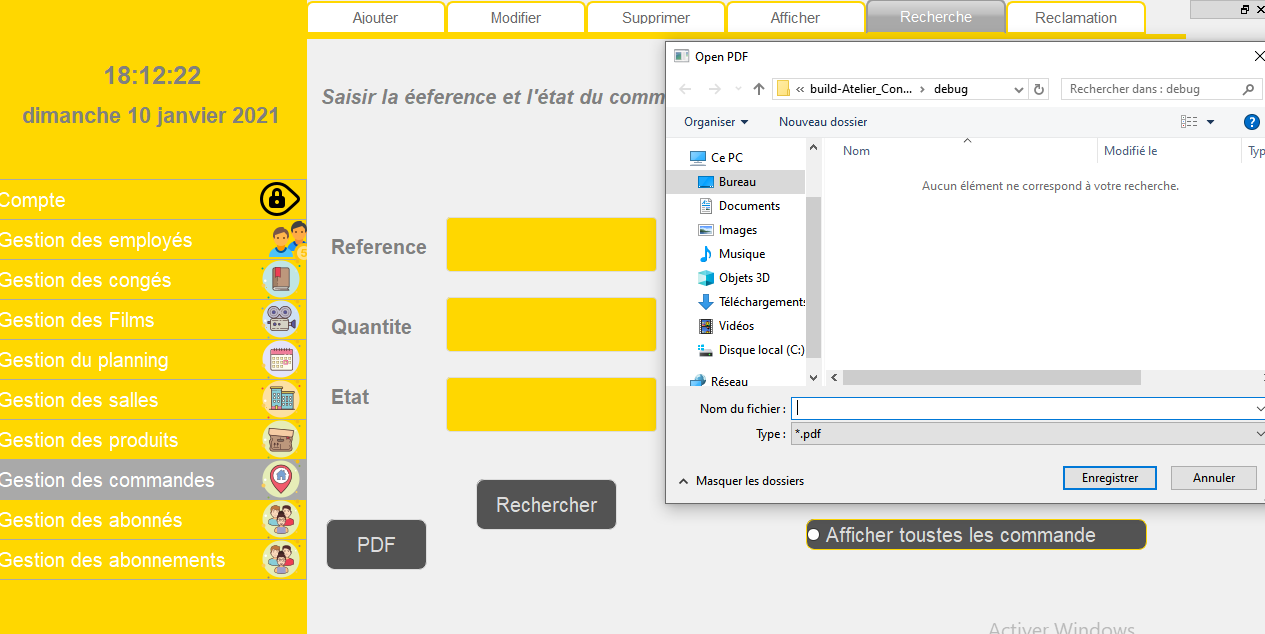 Ajouter
Modifier
Supprimer
Afficher
Recherche
Reclamation
18:12:22
dimanche 10 janvier 2021
Compte
Gestion des employés
Gestion des congés
Gestion des Films
Gestion du planning
Gestion des salles
Gestion des produits
Gestion des commandes
Gestion des abonnés
Gestion des abonnements
Saisir la éeference et l'état du comm
Reference
Quantite
Etat
Rechercher
PDF
Open PDF
« build-Atelier_Con... › debug
Rechercher dans : debug
Organiser
Nouveau dossier
?
Ce PC
Bureau
Documents
Images
Musique
Objets 3D
Téléchargements
Vidéos
Disque local (C:)
Réseau
Nom
Modifié le
Typ
Aucun élément ne correspond à votre recherche.
Nom du fichier :
Type : *.pdf
Masquer les dossiers
Enregistrer
Annuler
Afficher toustes les commande
Activer Windows